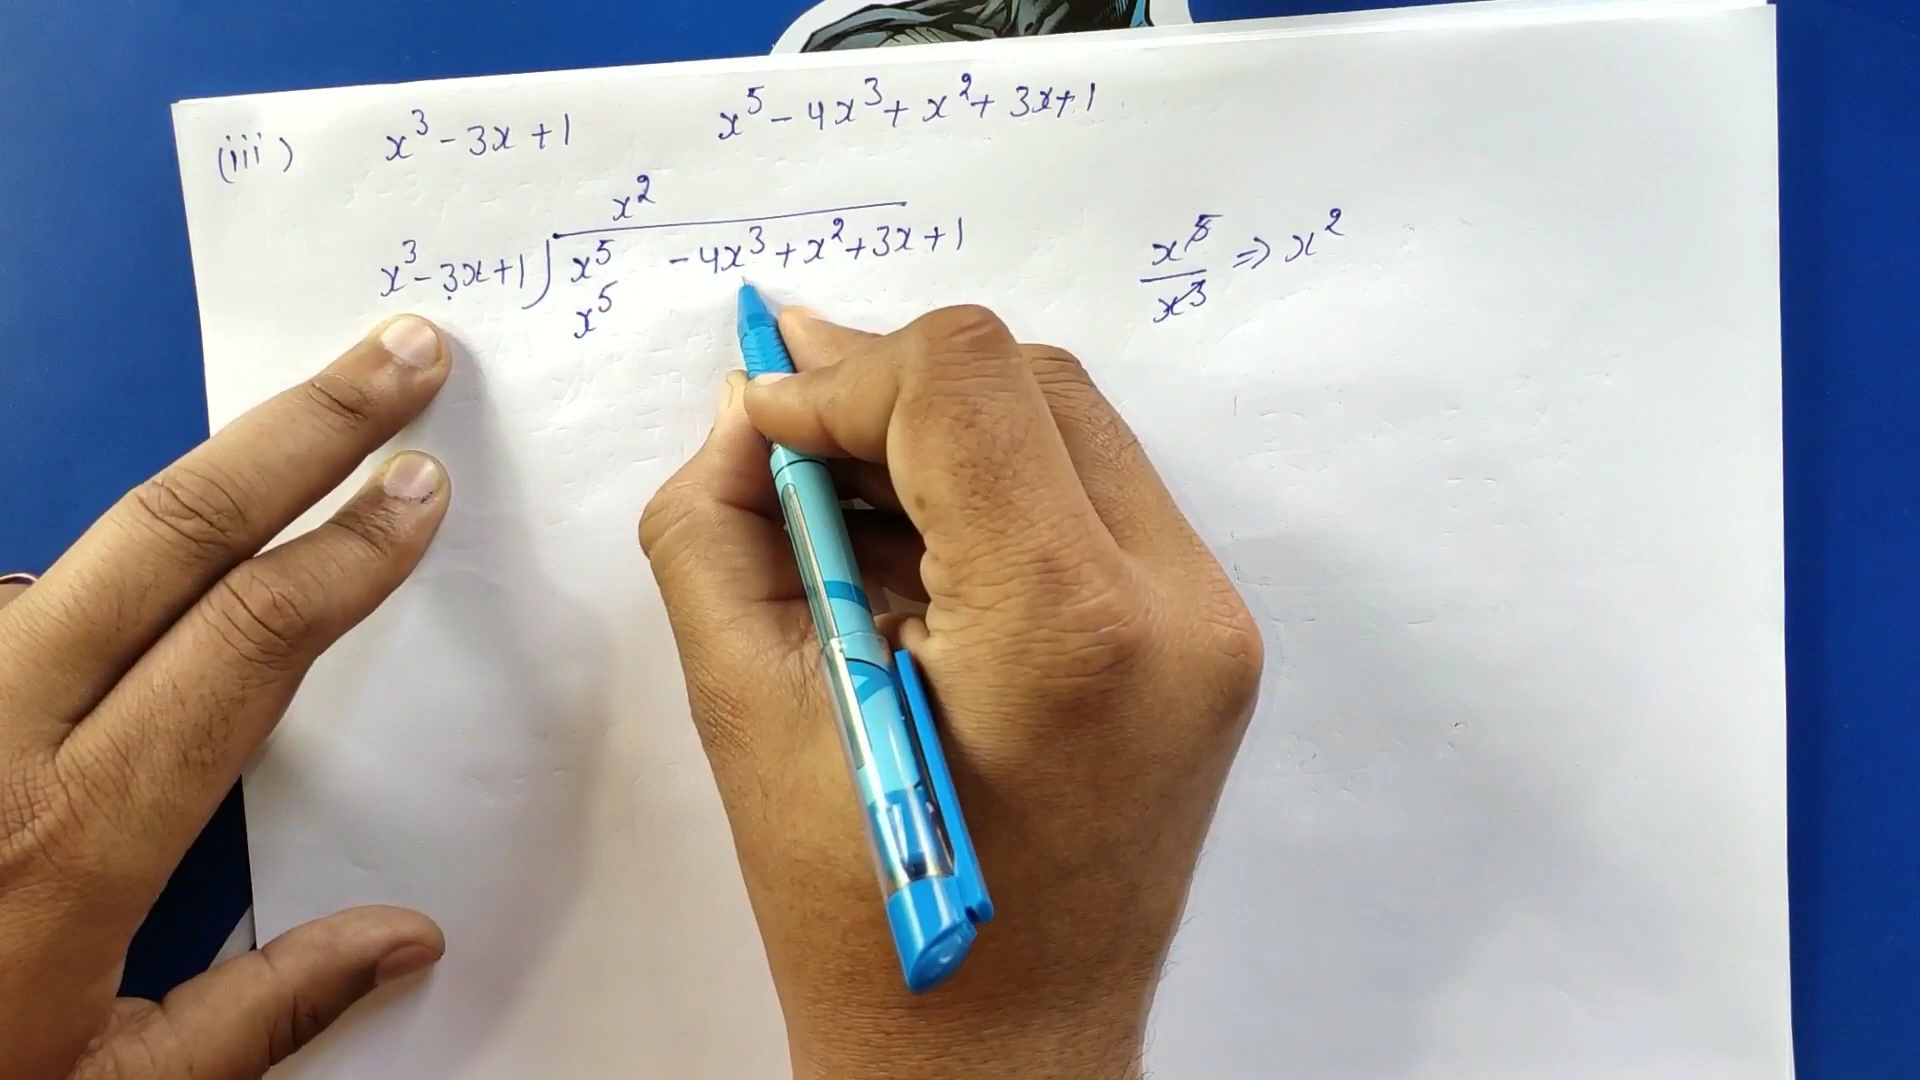 (iii) x³ - 3x + 1 x⁵ - 4x³ + x² + 3x + 1
x²
x³ - 3x + 1 ) x⁵ - 4x³ + x² + 3x + 1
x⁵
x⁵/x³ ⇒ x²